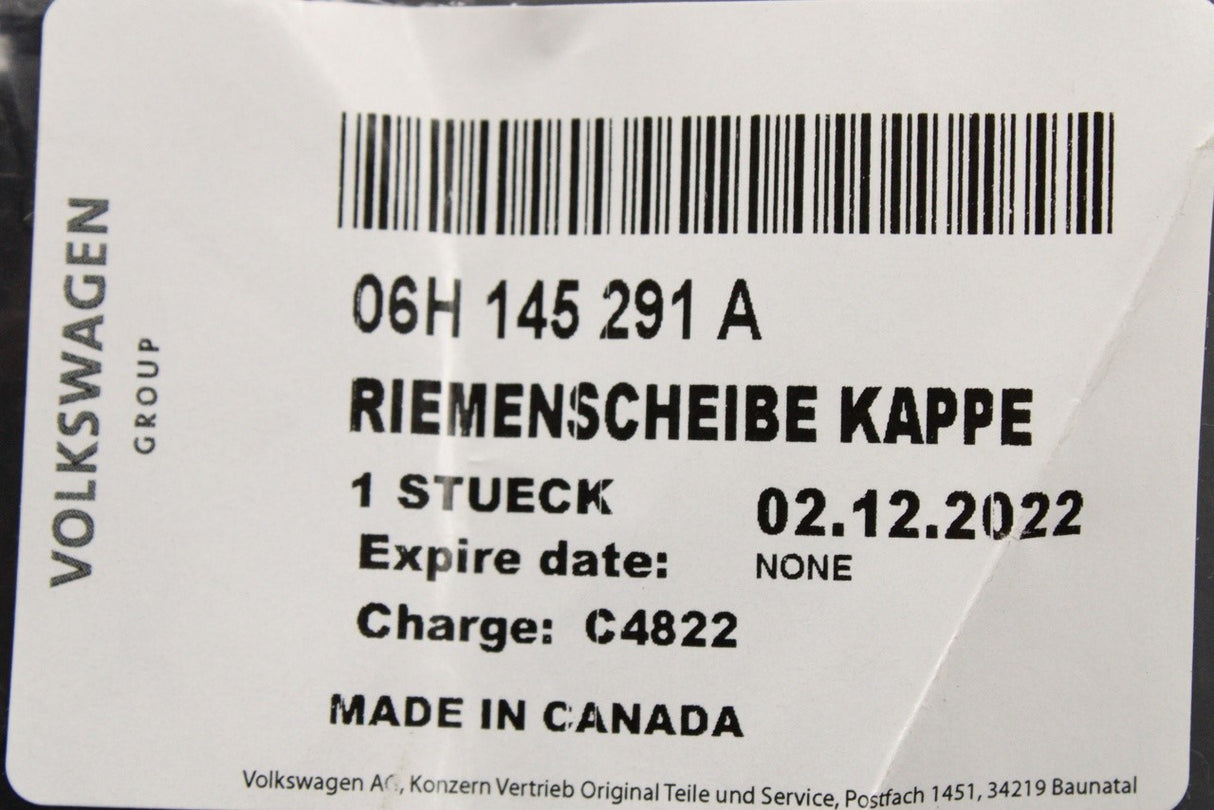 VOLKSWAGEN
GROUP
06H 145 291 A
RIEMENSCHEIBE KAPPE
1 STUECK 02.12.2022
Expire date: NONE
Charge: C4822
MADE IN CANADA
Volkswagen AG, Konzern Vertrieb Original Teile und Service, Postfach 1451, 34219 Baunatal